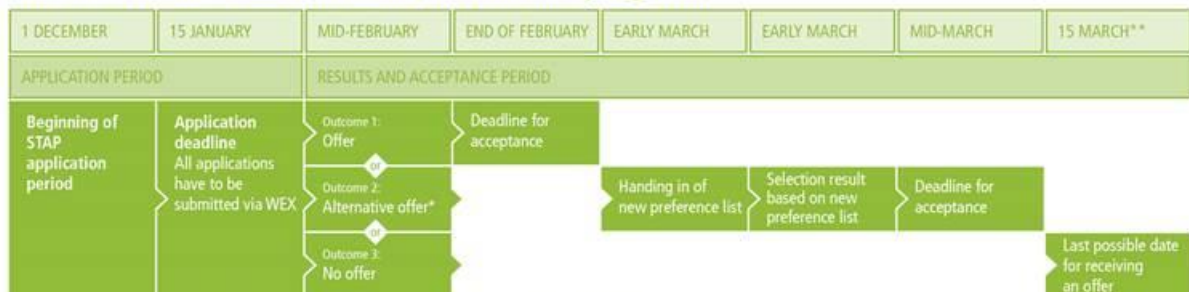 1 DECEMBER
15 JANUARY
MID-FEBRUARY
END OF FEBRUARY
EARLY MARCH
EARLY MARCH
MID-MARCH
15 MARCH**
APPLICATION PERIOD
RESULTS AND ACCEPTANCE PERIOD
Beginning of
STAP
application
period
Application
deadline
All applications
have to be
submitted via WEX
Outcome 1:
Offer
Deadline for
acceptance
or
Outcome 2:
Alternative offer*
Handing in of
new preference list
Selection result
based on new
preference list
Deadline for
acceptance
or
Outcome 3:
No offer
Last possible date
for receiving
an offer